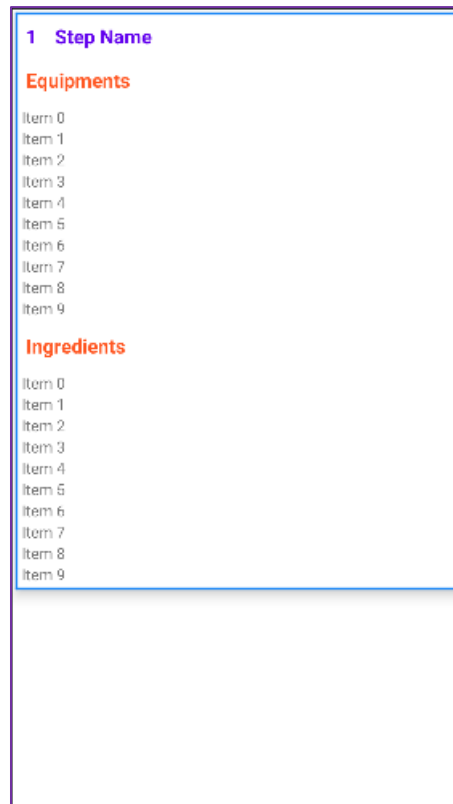 1 Step Name
Equipments
Item 0
Item 1
Item 2
Item 3
Item 4
Item 5
Item 6
Item 7
Item 8
Item 9
Ingredients
Item 0
Item 1
Item 2
Item 3
Item 4
Item 5
Item 6
Item 7
Item 8
Item 9